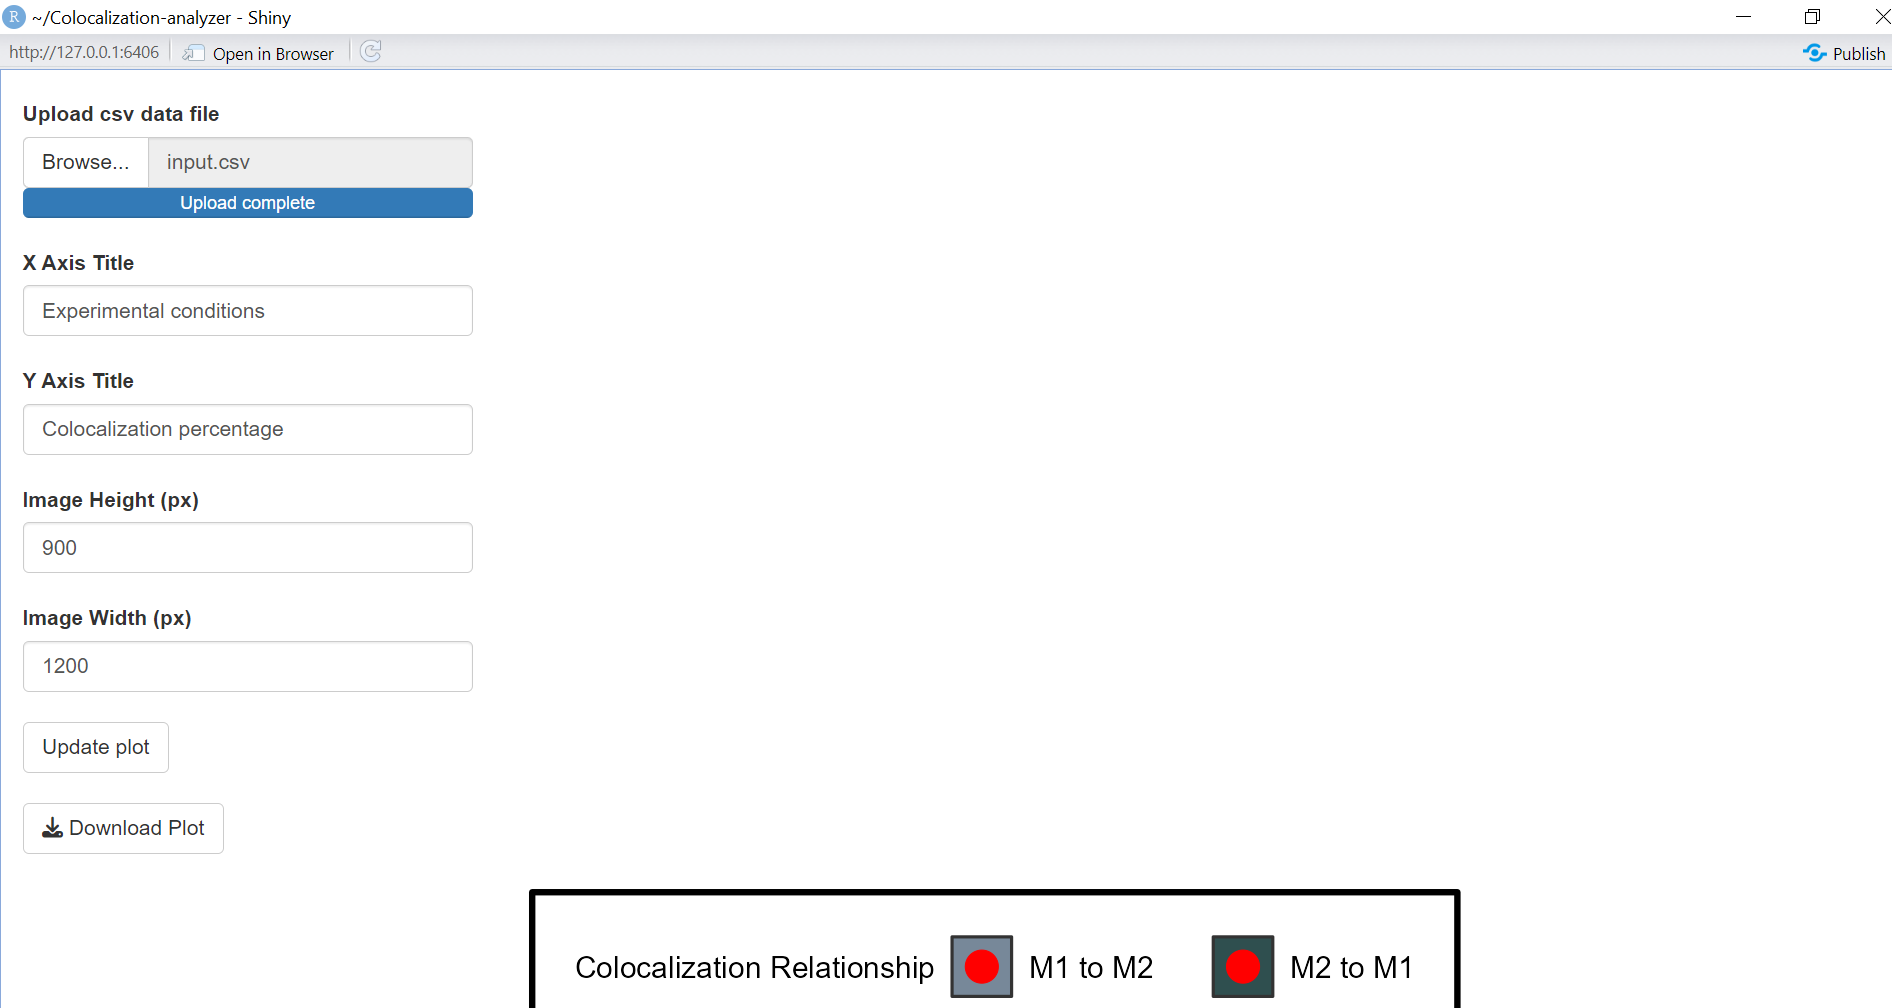 R ~/Colocalization-analyzer - Shiny
http://127.0.0.1:6406 Open in Browser Publish
Upload csv data file
Browse... input.csv
Upload complete
X Axis Title
Experimental conditions
Y Axis Title
Colocalization percentage
Image Height (px)
900
Image Width (px)
1200
Update plot
Download Plot
Colocalization Relationship M1 to M2 M2 to M1